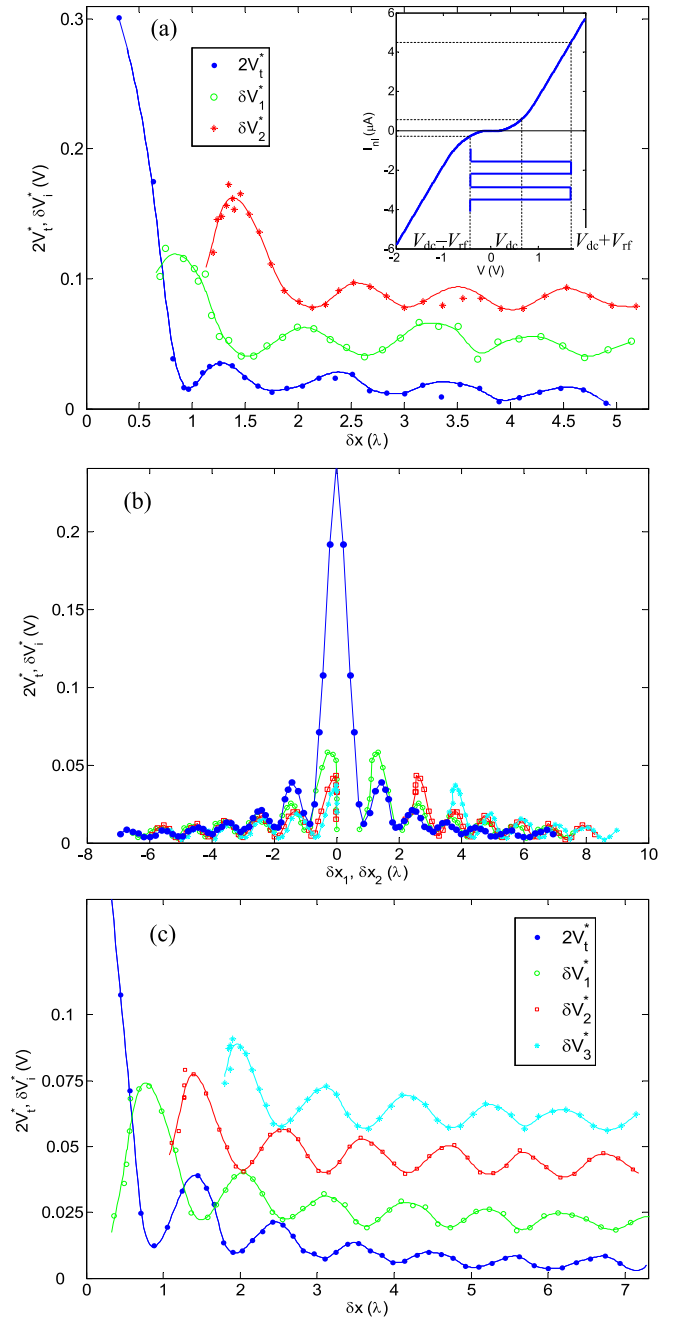 (a)
2V*t
δV*1
δV*2
2V*t, δV*i (V)
0.3
0.2
0.1
0
0 0.5 1 1.5 2 2.5 3 3.5 4 4.5 5
δx (λ)
Inl (μA)
6
4
2
0
-2
-4
-6
-2 -1 0 1
V (V)
Vdc−Vrf Vdc Vdc+Vrf
(b)
2V*t, δV*i (V)
0.2
0.15
0.1
0.05
0
-8 -6 -4 -2 0 2 4 6 8 10
δx1, δx2 (λ)
(c)
2V*t
δV*1
δV*2
δV*3
2V*t, δV*i (V)
0.1
0.075
0.05
0.025
0
0 1 2 3 4 5 6 7
δx (λ)